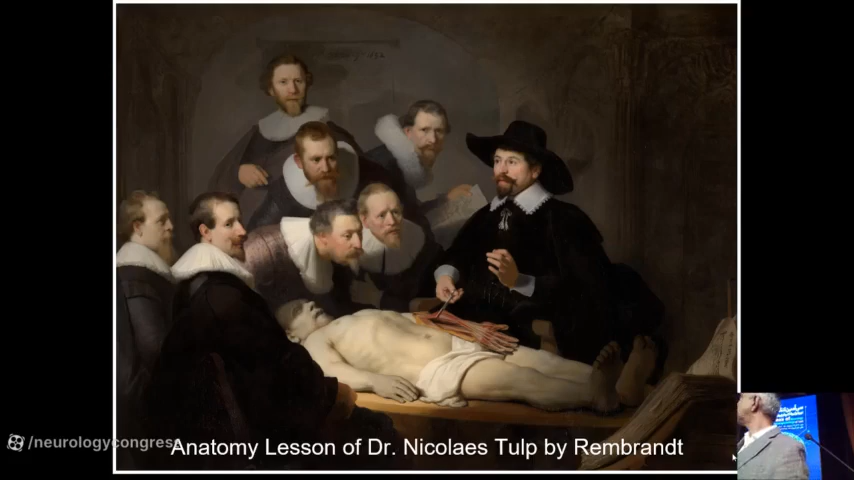 /neurologycongress
Anatomy Lesson of Dr. Nicolaes Tulp by Rembrandt